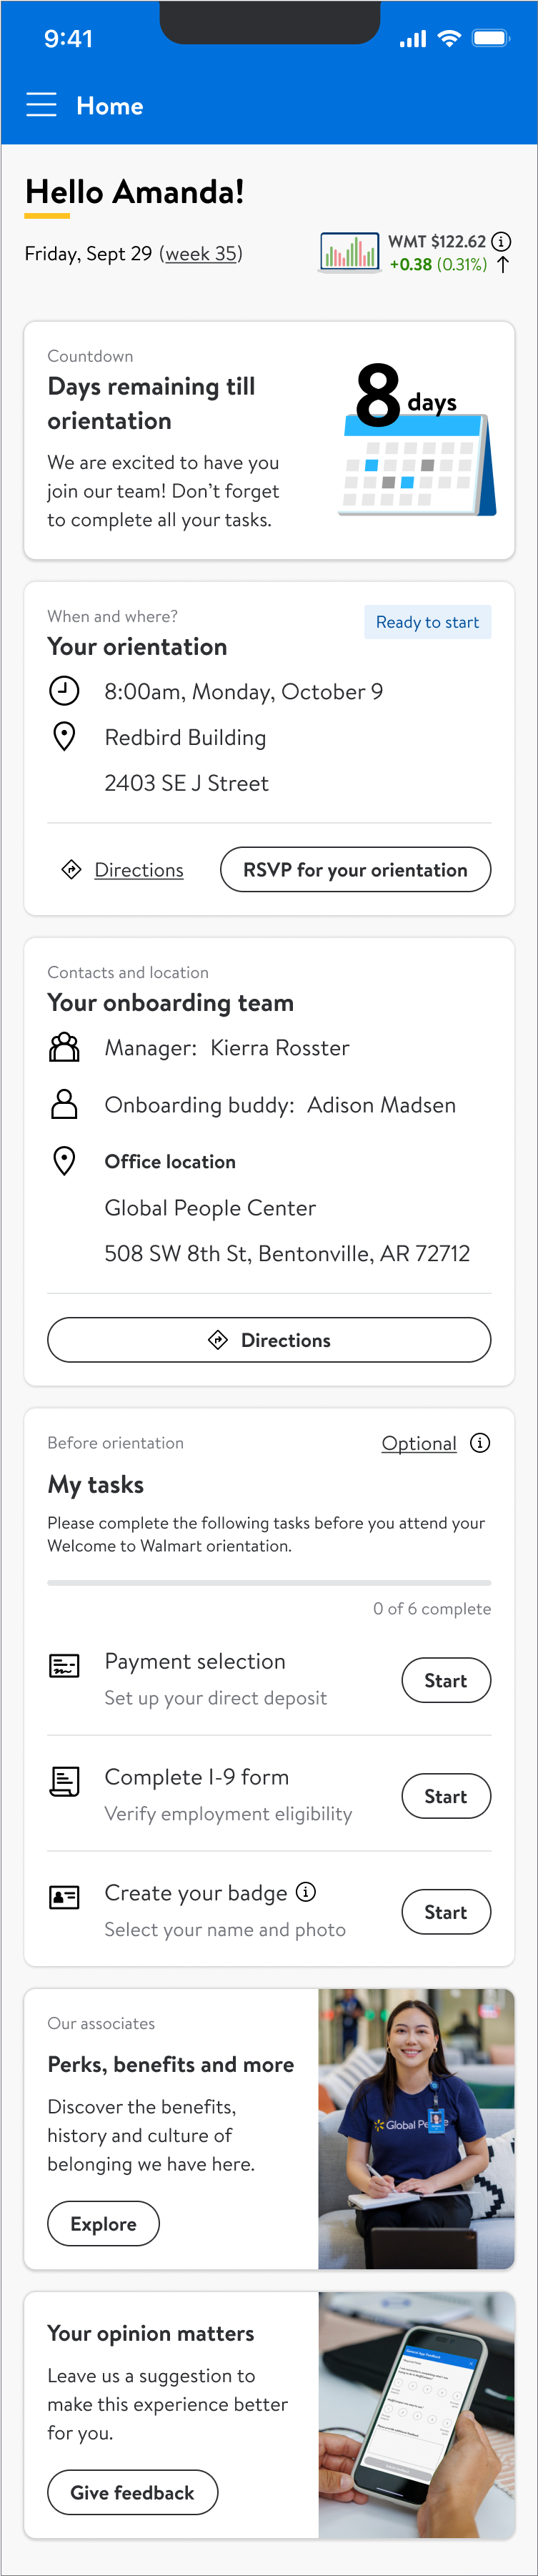 9:41
Home
Hello Amanda!
Friday, Sept 29 (week 35)
WMT $122.62
+0.38 (0.31%)
Countdown
Days remaining till
orientation
We are excited to have you
join our team! Don’t forget
to complete all your tasks.
8 days
When and where?
Ready to start
Your orientation
8:00am, Monday, October 9
Redbird Building
2403 SE J Street
Directions
RSVP for your orientation
Contacts and location
Your onboarding team
Manager: Kierra Rosster
Onboarding buddy: Adison Madsen
Office location
Global People Center
508 SW 8th St, Bentonville, AR 72712
Directions
Before orientation
Optional
My tasks
Please complete the following tasks before you attend your
Welcome to Walmart orientation.
0 of 6 complete
Payment selection
Set up your direct deposit
Start
Complete I-9 form
Verify employment eligibility
Start
Create your badge
Select your name and photo
Start
Our associates
Perks, benefits and more
Discover the benefits,
history and culture of
belonging we have here.
Explore
Global
Your opinion matters
Leave us a suggestion to
make this experience better
for you.
Give feedback